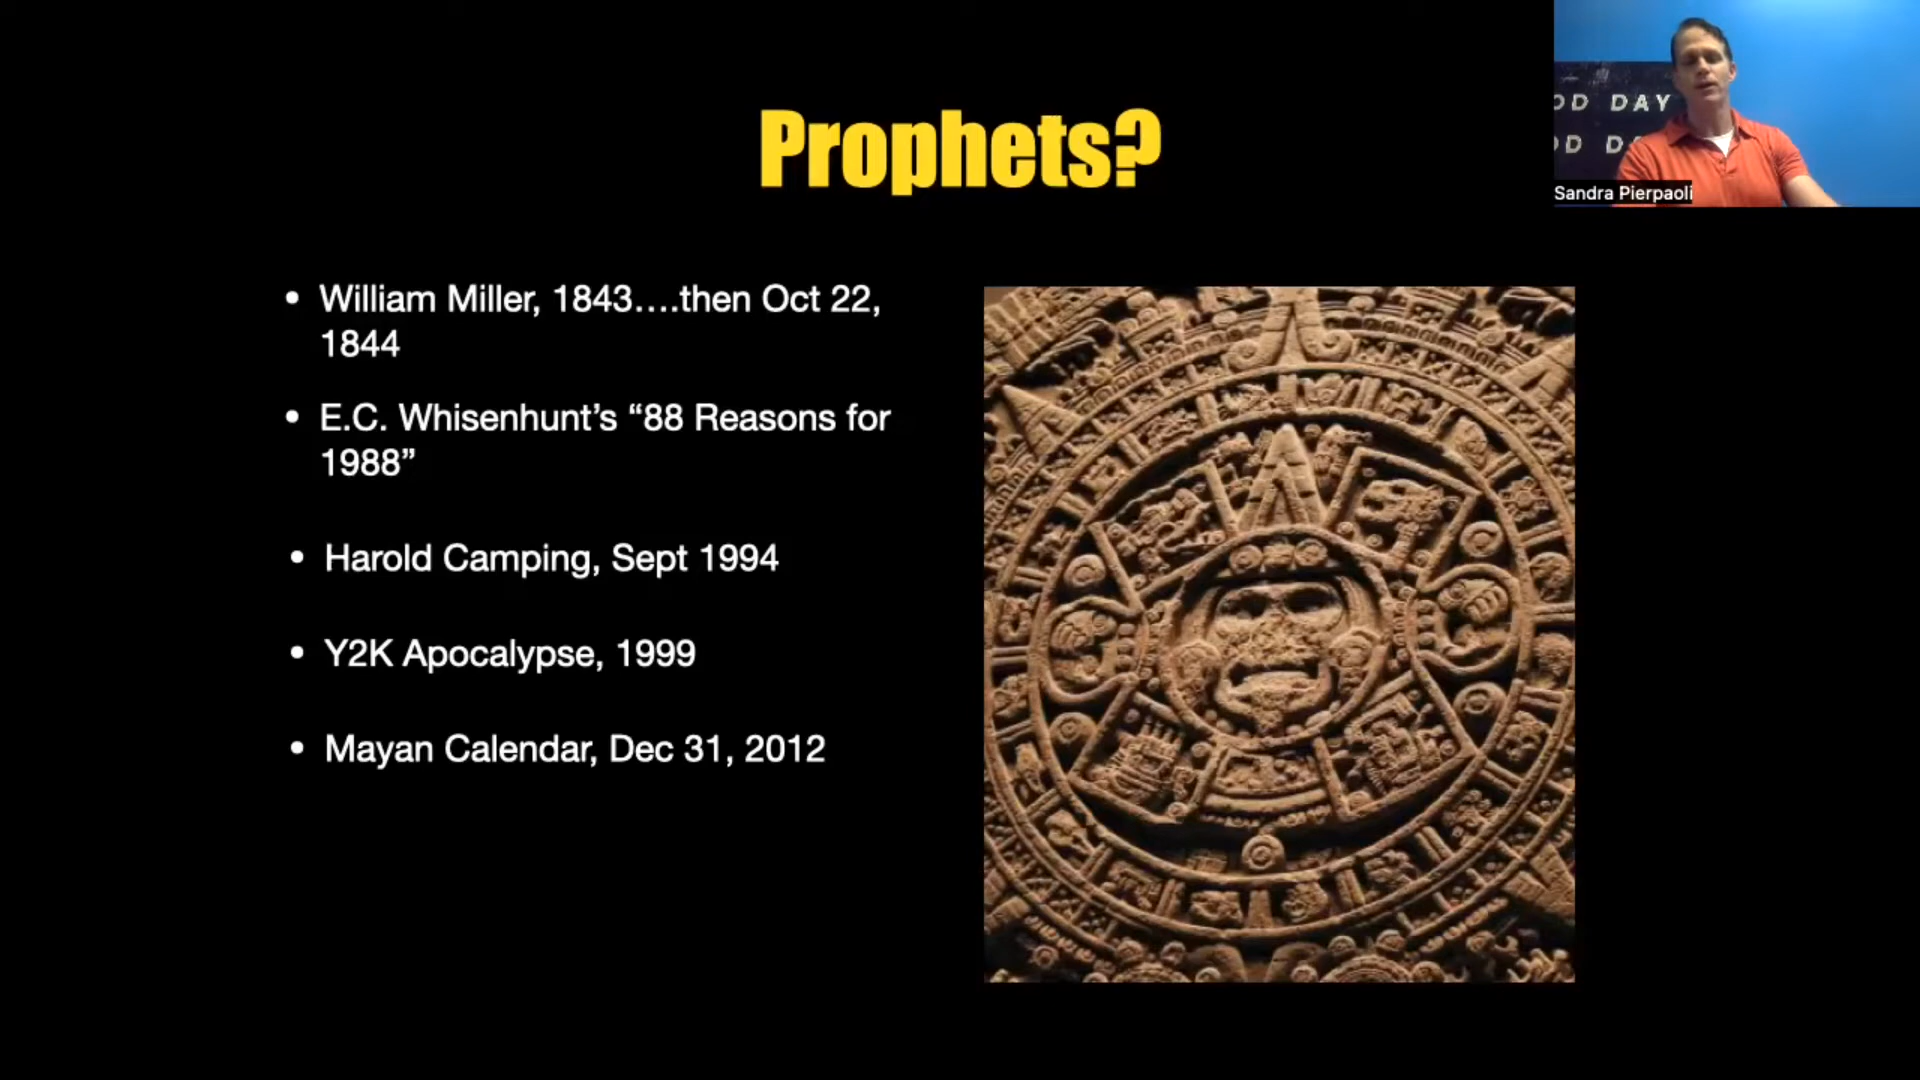 Prophets?
OD DAY
OD D
Sandra Pierpaoli
• William Miller, 1843....then Oct 22,
1844
• E.C. Whisenhunt’s “88 Reasons for
1988”
• Harold Camping, Sept 1994
• Y2K Apocalypse, 1999
• Mayan Calendar, Dec 31, 2012